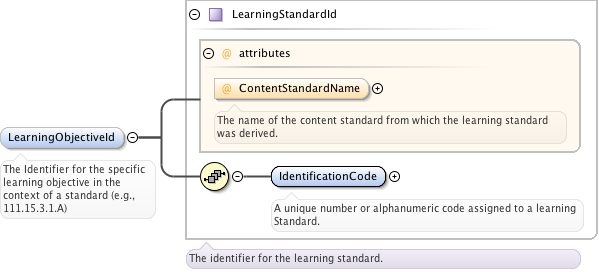 LearningStandardId
@ attributes
@ ContentStandardName
The name of the content standard from which the learning standard
was derived.
LearningObjectiveId
The Identifier for the specific
learning objective in the
context of a standard (e.g.,
111.15.3.1.A)
IdentificationCode
A unique number or alphanumeric code assigned to a learning
Standard.
The identifier for the learning standard.